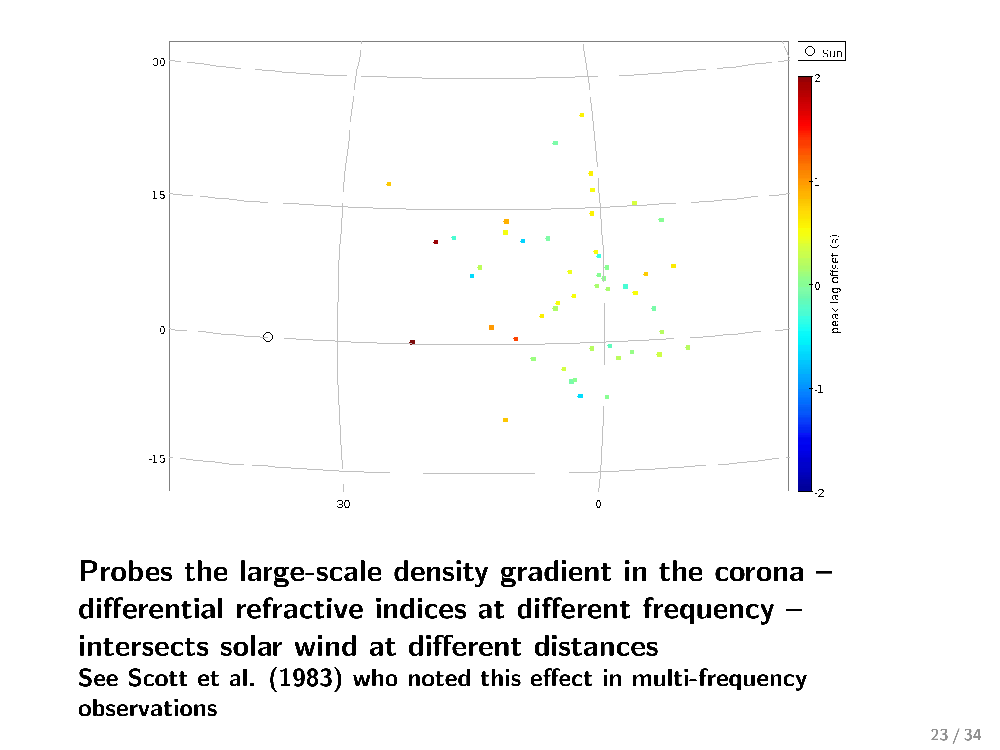 30
15
0
-15
30
0
Sun
2
1
0
-1
-2
peak lag offset (s)
Probes the large-scale density gradient in the corona –
differential refractive indices at different frequency –
intersects solar wind at different distances
See Scott et al. (1983) who noted this effect in multi-frequency
observations
23 / 34